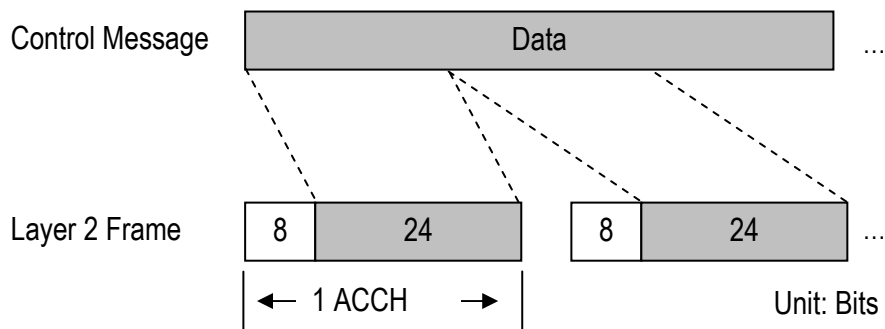 Control Message Data ...
Layer 2 Frame 8 24 8 24 ...
1 ACCH Unit: Bits